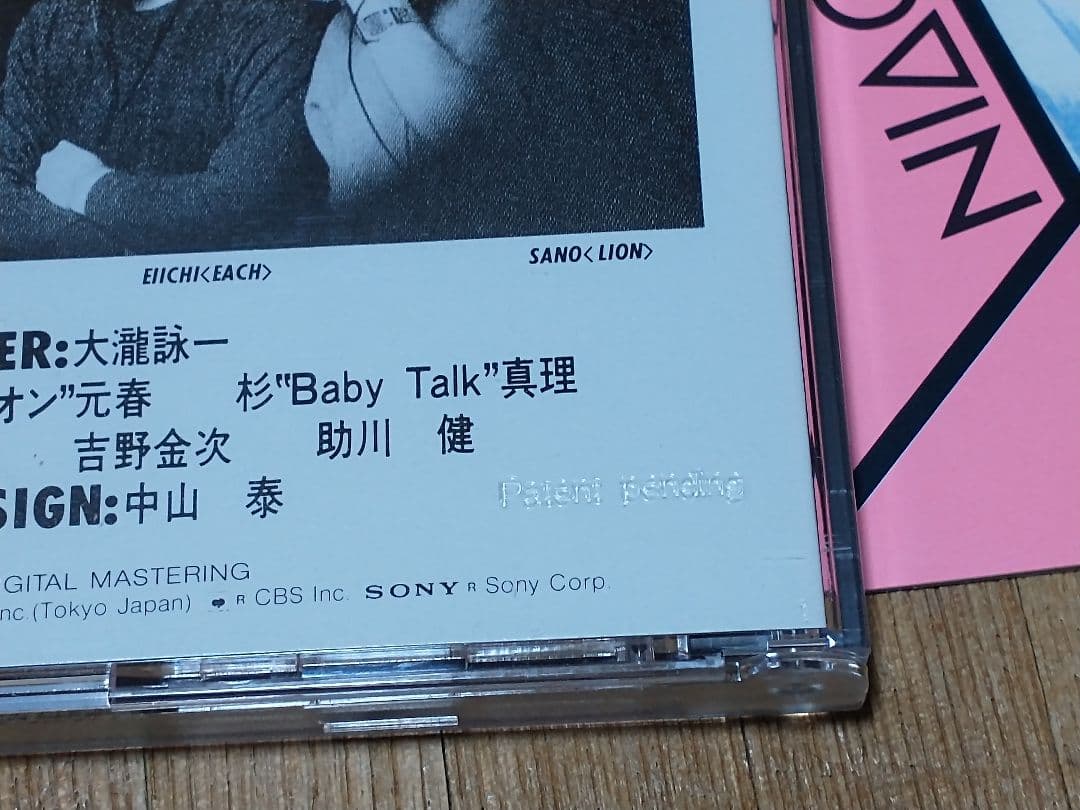 EIICHI<EACH>
SANO<LION>
ER:大瀧詠一
オン”元春 杉“Baby Talk”真理
吉野金次 助川 健
SIGN:中山 泰
Patent pending
GITAL MASTERING
nc.(Tokyo Japan) R CBS Inc. SONY R Sony Corp.